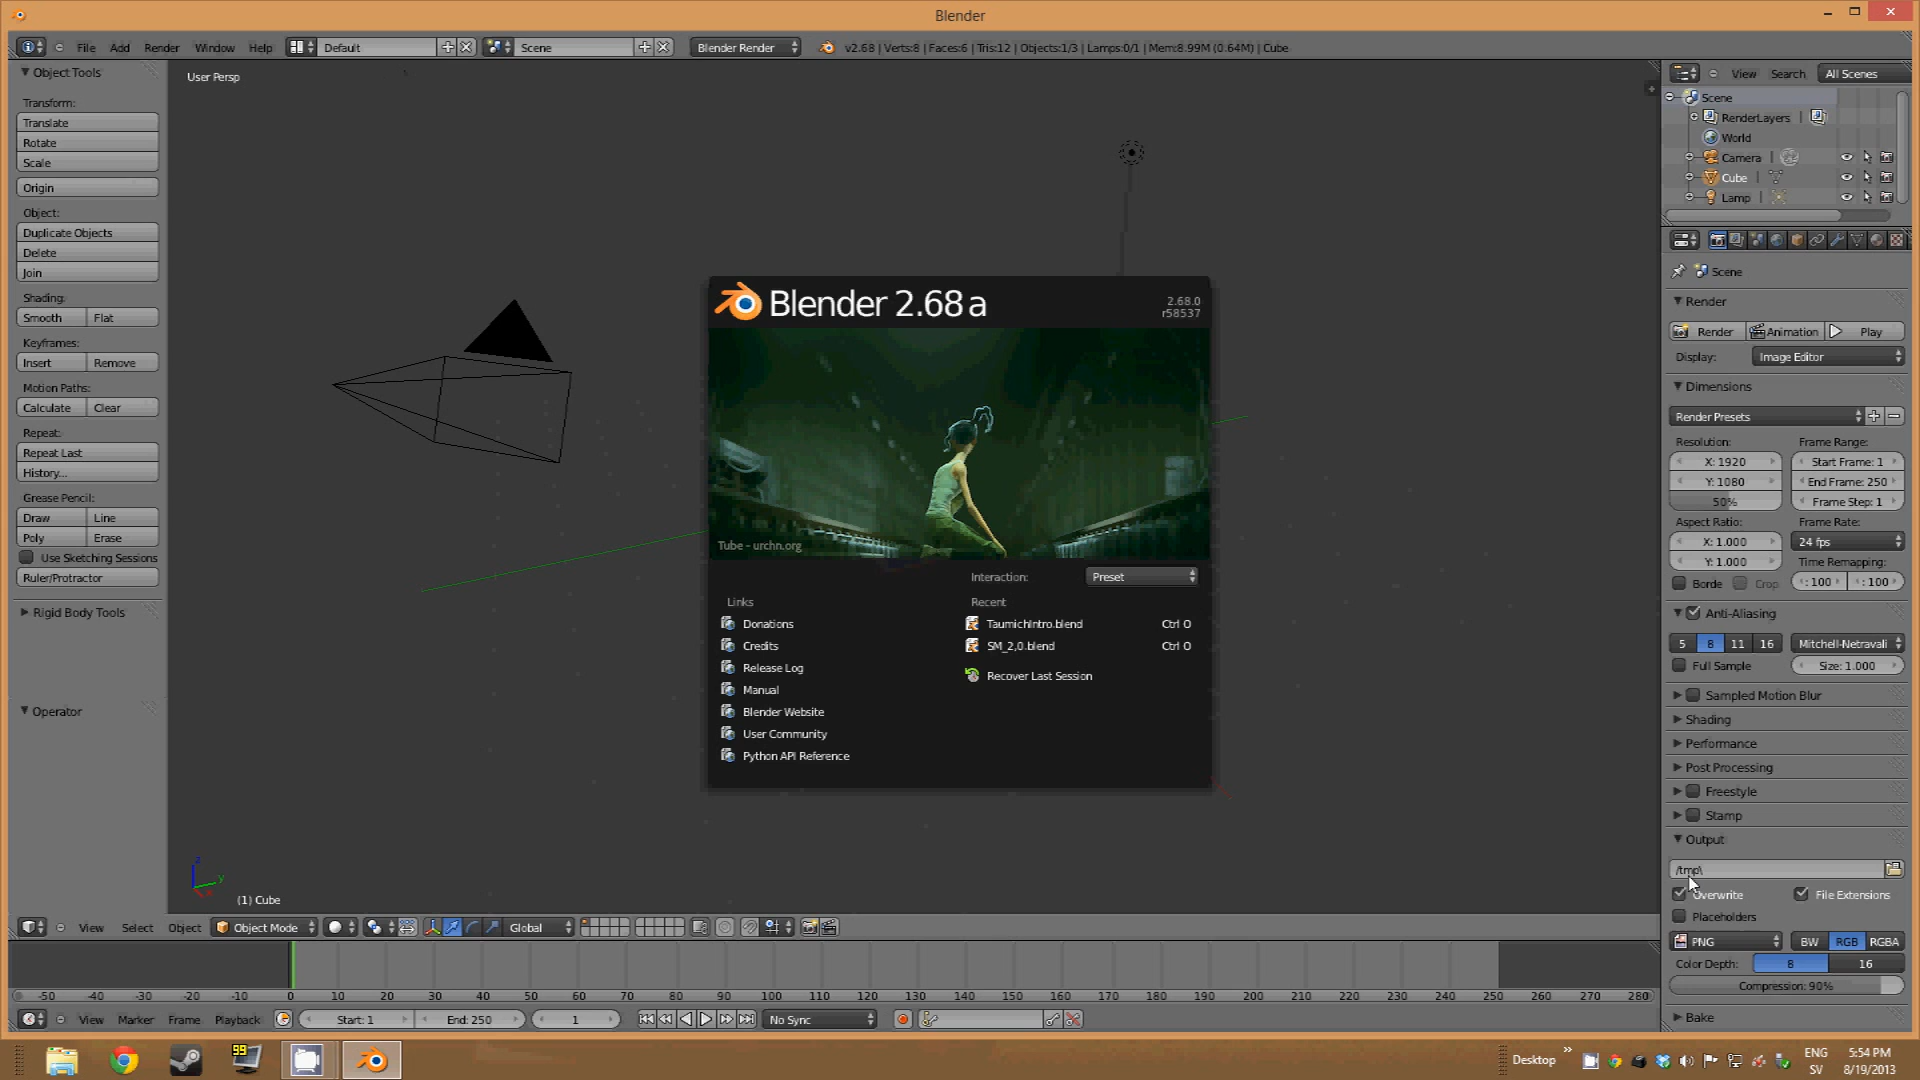 Blender
File Add Render Window Help Default Scene Blender Render v2.68 | Verts:8 | Faces:6 | Tris:12 | Objects:1/3 | Lamps:0/1 | Mem:8.99M (0.64M) | Cube
Object Tools
Transform:
Translate
Rotate
Scale
Origin
Object:
Duplicate Objects
Delete
Join
Shading:
Smooth Flat
Keyframes:
Insert Remove
Motion Paths:
Calculate Clear
Repeat:
Repeat Last
History...
Grease Pencil:
Draw Line
Poly Erase
Use Sketching Sessions
Ruler/Protractor
Rigid Body Tools
Operator
User Persp
Blender 2.68a
2.68.0
r58537
Tube - urchn.org
Interaction: Preset
Links
Donations
Credits
Release Log
Manual
Blender Website
User Community
Python API Reference
Recent
TaumichIntro.blend Ctrl O
SM_2,0.blend Ctrl O
Recover Last Session
z
y
(1) Cube
View Search All Scenes
Scene
RenderLayers |
World
Camera |
Cube |
Lamp |
Scene
Render
Render Animation Play
Display: Image Editor
Dimensions
Render Presets
Resolution: Frame Range:
X: 1920 Start Frame: 1
Y: 1080 End Frame: 250
50% Frame Step: 1
Aspect Ratio: Frame Rate:
X: 1.000 24 fps
Y: 1.000 Time Remapping:
Borde Crop : 100 : 100
Anti-Aliasing
5 8 11 16 Mitchell-Netravali
Full Sample Size: 1.000
Sampled Motion Blur
Shading
Performance
Post Processing
Freestyle
Stamp
Output
/tmp\
Overwrite File Extensions
Placeholders
PNG BW RGB RGBA
Color Depth: 8 16
Compression: 90%
Bake
View Select Object Object Mode Global
-50 -40 -30 -20 -10 0 10 20 30 40 50 60 70 80 90 100 110 120 130 140 150 160 170 180 190 200 210 220 230 240 250 260 270 280
View Marker Frame Playback Start: 1 End: 250 1 No Sync
99
Desktop
ENG
SV
5:54 PM
8/19/2013